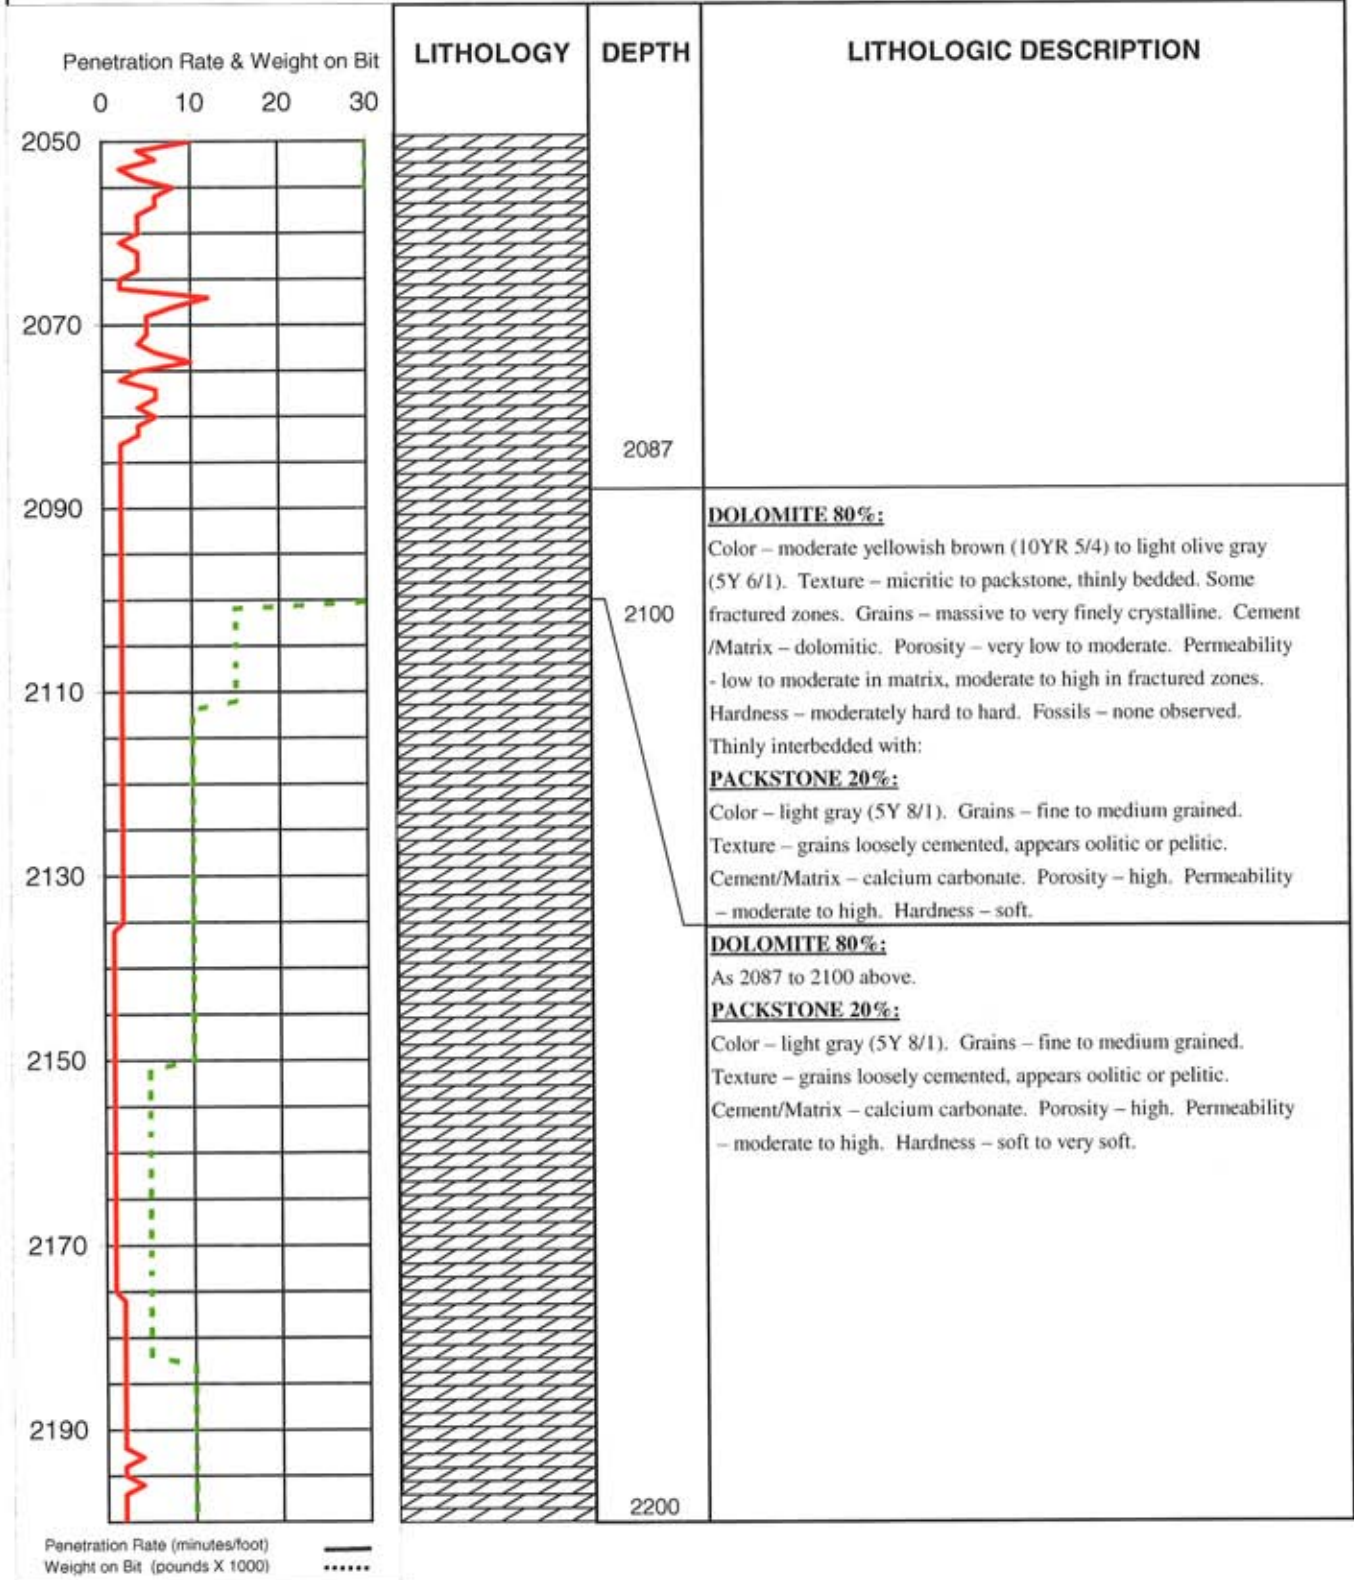 Penetration Rate & Weight on Bit
0 10 20 30
LITHOLOGY
DEPTH
LITHOLOGIC DESCRIPTION
2050
2070
2090
2110
2130
2150
2170
2190
2087
2100
2200
DOLOMITE 80%:
Color – moderate yellowish brown (10YR 5/4) to light olive gray
(5Y 6/1). Texture – micritic to packstone, thinly bedded. Some
fractured zones. Grains – massive to very finely crystalline. Cement
/Matrix – dolomitic. Porosity – very low to moderate. Permeability
- low to moderate in matrix, moderate to high in fractured zones.
Hardness – moderately hard to hard. Fossils – none observed.
Thinly interbedded with:
PACKSTONE 20%:
Color – light gray (5Y 8/1). Grains – fine to medium grained.
Texture – grains loosely cemented, appears oolitic or pelitic.
Cement/Matrix – calcium carbonate. Porosity – high. Permeability
– moderate to high. Hardness – soft.
DOLOMITE 80%:
As 2087 to 2100 above.
PACKSTONE 20%:
Color – light gray (5Y 8/1). Grains – fine to medium grained.
Texture – grains loosely cemented, appears oolitic or pelitic.
Cement/Matrix – calcium carbonate. Porosity – high. Permeability
– moderate to high. Hardness – soft to very soft.
Penetration Rate (minutes/foot)
Weight on Bit (pounds X 1000)